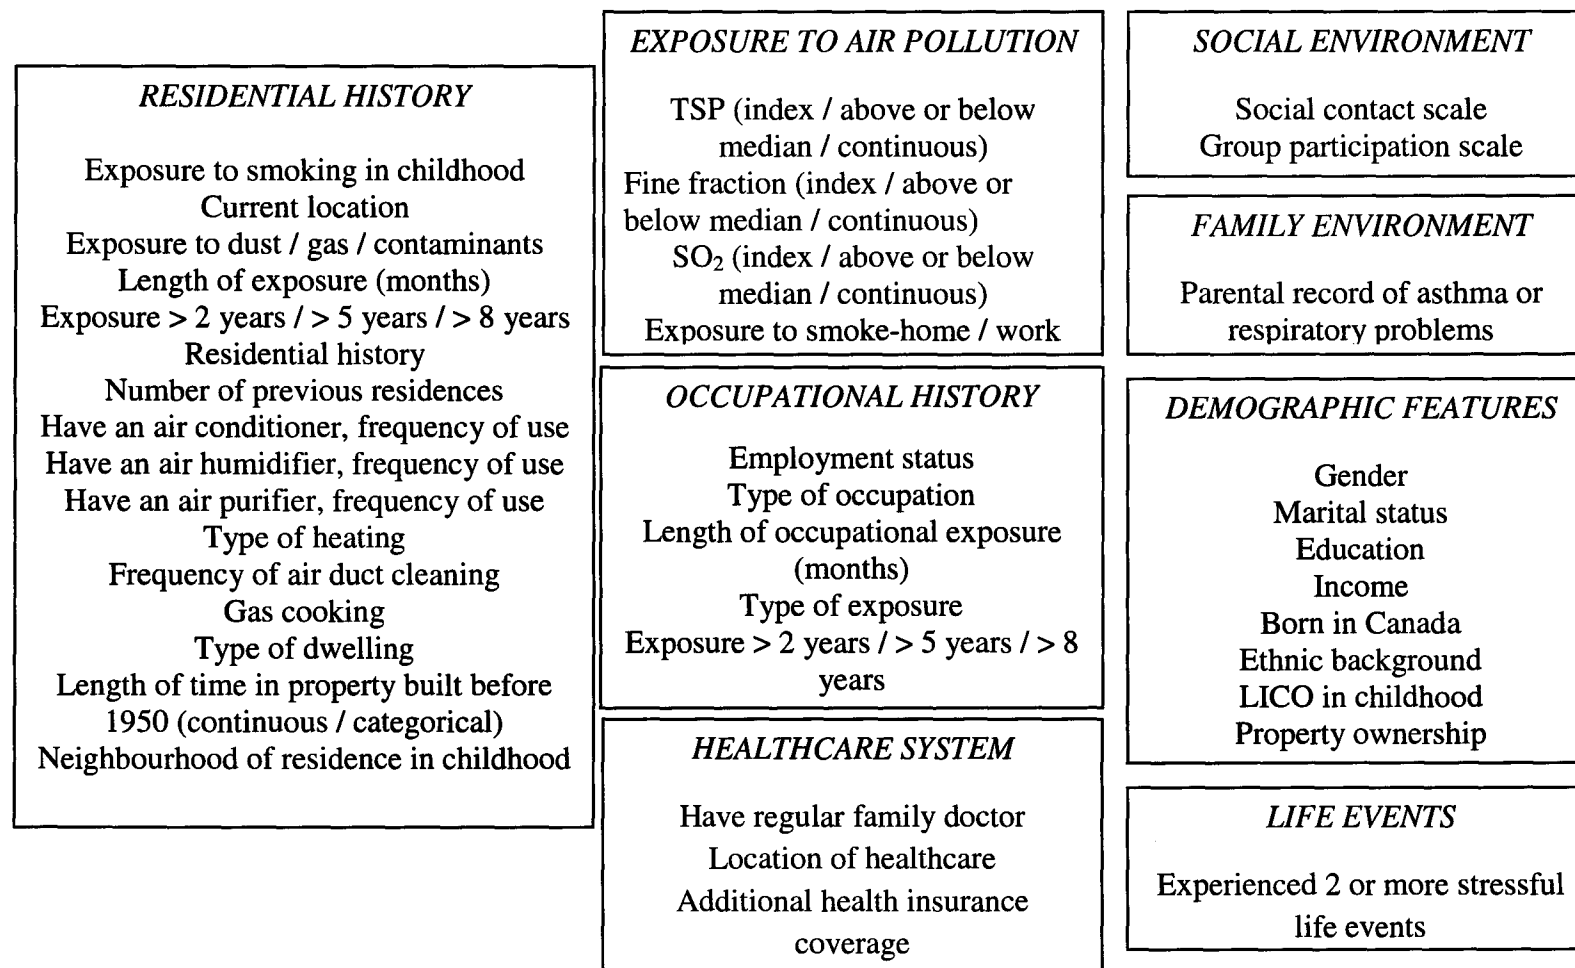 RESIDENTIAL HISTORY
Exposure to smoking in childhood
Current location
Exposure to dust / gas / contaminants
Length of exposure (months)
Exposure > 2 years / > 5 years / > 8 years
Residential history
Number of previous residences
Have an air conditioner, frequency of use
Have an air humidifier, frequency of use
Have an air purifier, frequency of use
Type of heating
Frequency of air duct cleaning
Gas cooking
Type of dwelling
Length of time in property built before
1950 (continuous / categorical)
Neighbourhood of residence in childhood
EXPOSURE TO AIR POLLUTION
TSP (index / above or below
median / continuous)
Fine fraction (index / above or
below median / continuous)
SO₂ (index / above or below
median / continuous)
Exposure to smoke-home / work
OCCUPATIONAL HISTORY
Employment status
Type of occupation
Length of occupational exposure
(months)
Type of exposure
Exposure > 2 years / > 5 years / > 8
years
HEALTHCARE SYSTEM
Have regular family doctor
Location of healthcare
Additional health insurance
coverage
SOCIAL ENVIRONMENT
Social contact scale
Group participation scale
FAMILY ENVIRONMENT
Parental record of asthma or
respiratory problems
DEMOGRAPHIC FEATURES
Gender
Marital status
Education
Income
Born in Canada
Ethnic background
LICO in childhood
Property ownership
LIFE EVENTS
Experienced 2 or more stressful
life events